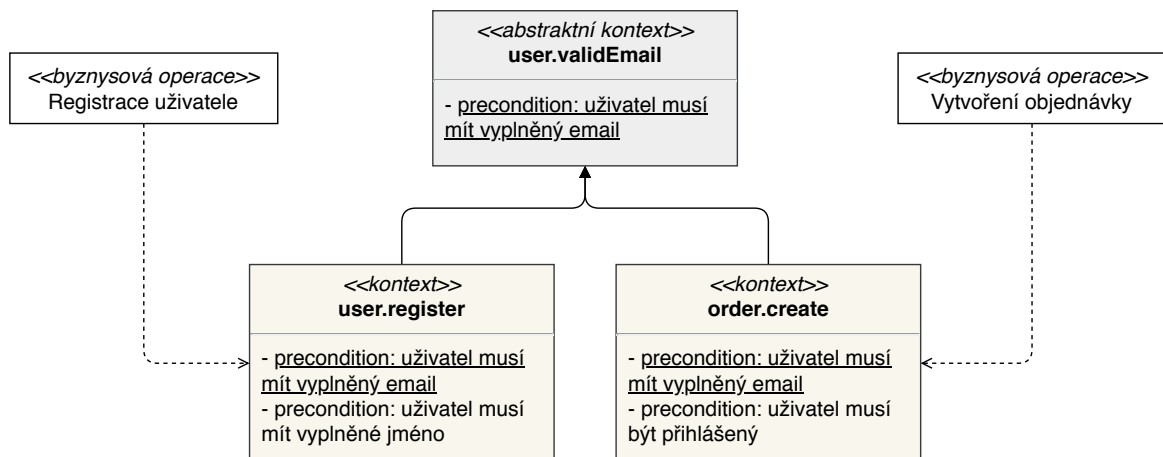 <<abstraktní kontext>>
user.validEmail
- precondition: uživatel musí
mít vyplněný email
<<byznysová operace>>
Registrace uživatele
<<byznysová operace>>
Vytvoření objednávky
<<kontext>>
user.register
- precondition: uživatel musí
mít vyplněný email
- precondition: uživatel musí
mít vyplněné jméno
<<kontext>>
order.create
- precondition: uživatel musí
mít vyplněný email
- precondition: uživatel musí
být přihlášený